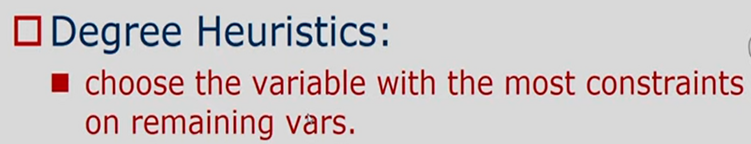 Degree Heuristics:
choose the variable with the most constraints
on remaining vars.